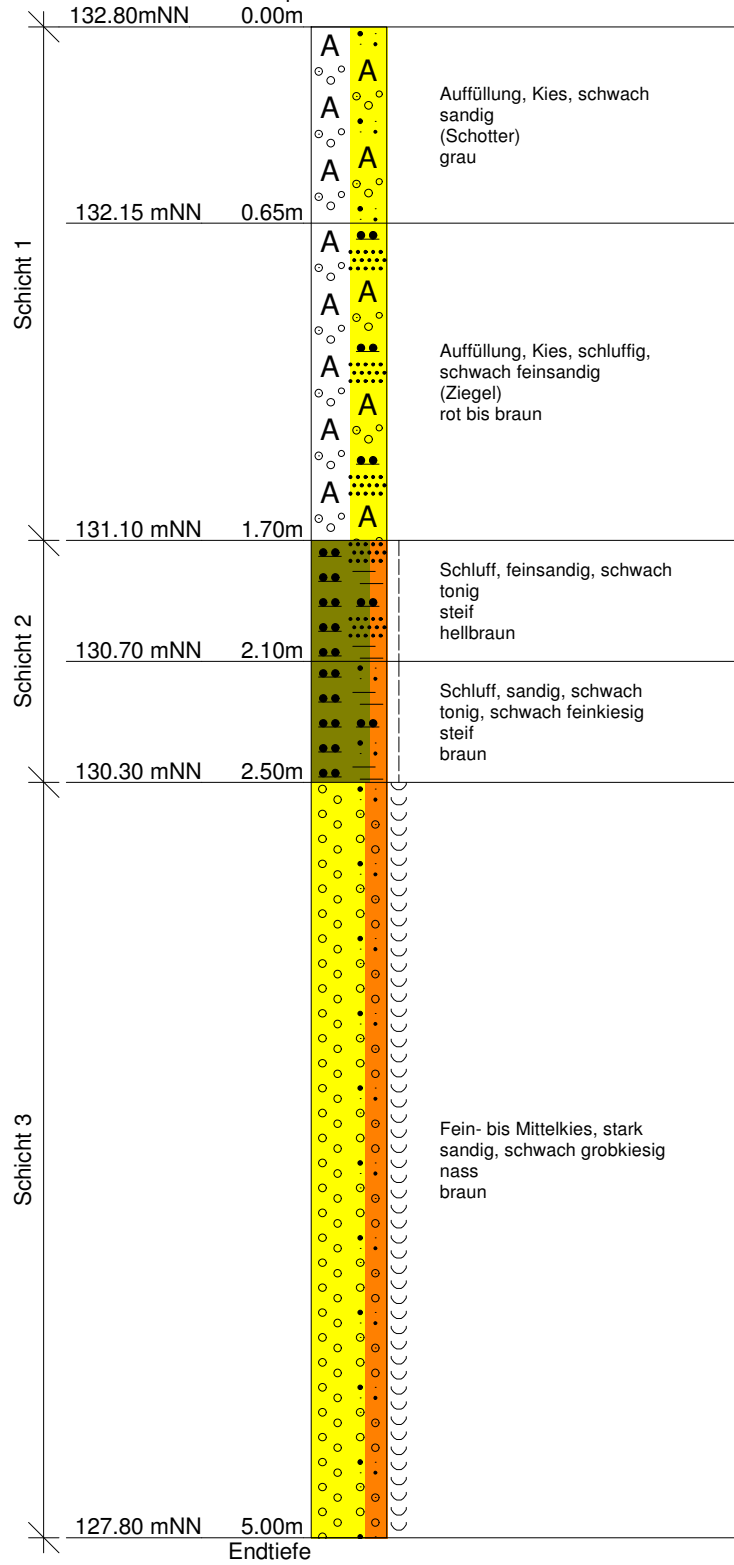 132.80mNN 0.00m
A
A
A
A
A
Auffüllung, Kies, schwach
sandig
(Schotter)
grau
132.15 mNN 0.65m
Schicht 1
A
A
A
A
A
A
A
A
Auffüllung, Kies, schluffig,
schwach feinsandig
(Ziegel)
rot bis braun
131.10 mNN 1.70m
Schicht 2
Schluff, feinsandig, schwach
tonig
steif
hellbraun
130.70 mNN 2.10m
Schluff, sandig, schwach
tonig, schwach feinkiesig
steif
braun
130.30 mNN 2.50m
Schicht 3
Fein- bis Mittelkies, stark
sandig, schwach grobkiesig
nass
braun
127.80 mNN 5.00m
Endtiefe